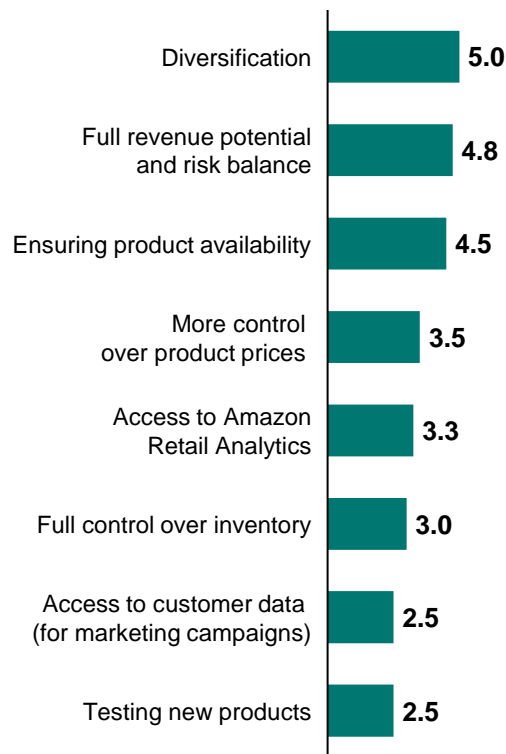 Diversification
5.0
Full revenue potential
and risk balance
4.8
Ensuring product availability
4.5
More control
over product prices
3.5
Access to Amazon
Retail Analytics
3.3
Full control over inventory
3.0
Access to customer data
(for marketing campaigns)
2.5
Testing new products
2.5